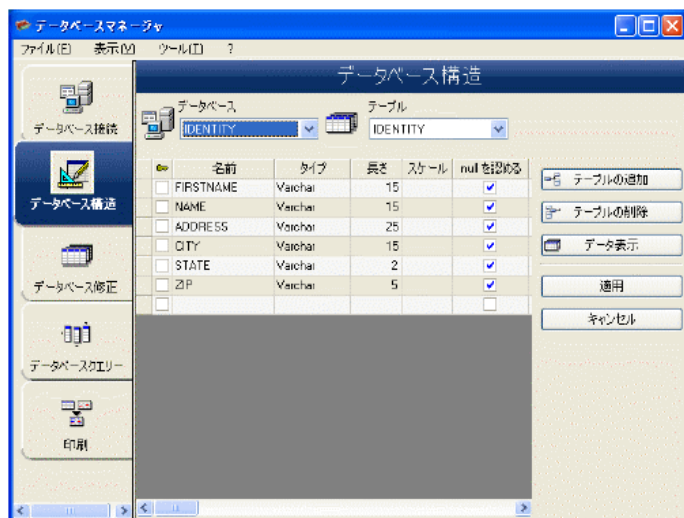 データベースマネージャ
ファイル(F) 表示(V) ツール(T) ?
データベース構造
データベース接続
データベース構造
データベース修正
データベースクエリー
印刷
データベース テーブル
IDENTITY IDENTITY
名前 タイプ 長さ スケール null を認める
FIRSTNAME Varchar 15
NAME Varchar 15
ADDRESS Varchar 25
CITY Varchar 15
STATE Varchar 2
ZIP Varchar 5
テーブルの追加
テーブルの削除
データ表示
適用
キャンセル